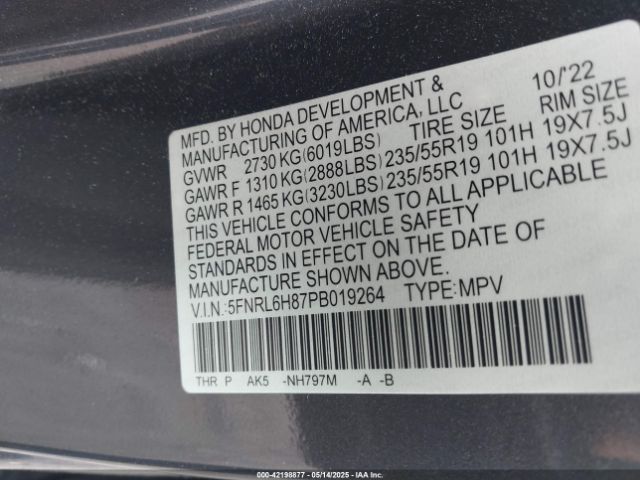 MFD. BY HONDA DEVELOPMENT & 10/'22
MANUFACTURING OF AMERICA, LLC
GVWR 2730 KG(6019LBS) TIRE SIZE RIM SIZE
GAWR F 1310 KG(2888LBS) 235/55R19 101H 19X7.5J
GAWR R 1465 KG(3230LBS) 235/55R19 101H 19X7.5J
THIS VEHICLE CONFORMS TO ALL APPLICABLE
FEDERAL MOTOR VEHICLE SAFETY
STANDARDS IN EFFECT ON THE DATE OF
MANUFACTURE SHOWN ABOVE.
V.I.N.:5FNRL6H87PB019264 TYPE:MPV
THR P AK5 -NH797M -A -B
000-42198877 — 05/14/2025 — IAA Inc.